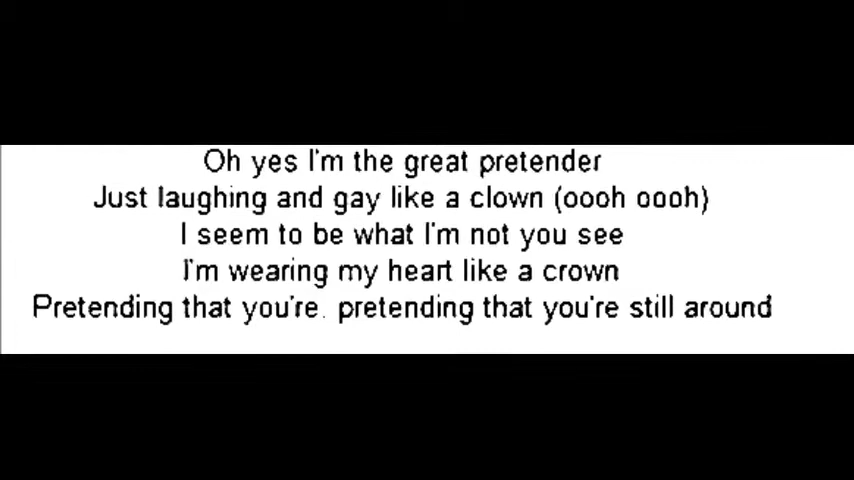 Oh yes I'm the great pretender
Just laughing and gay like a clown (oooh oooh)
I seem to be what I'm not you see
I'm wearing my heart like a crown
Pretending that you're. pretending that you're still around